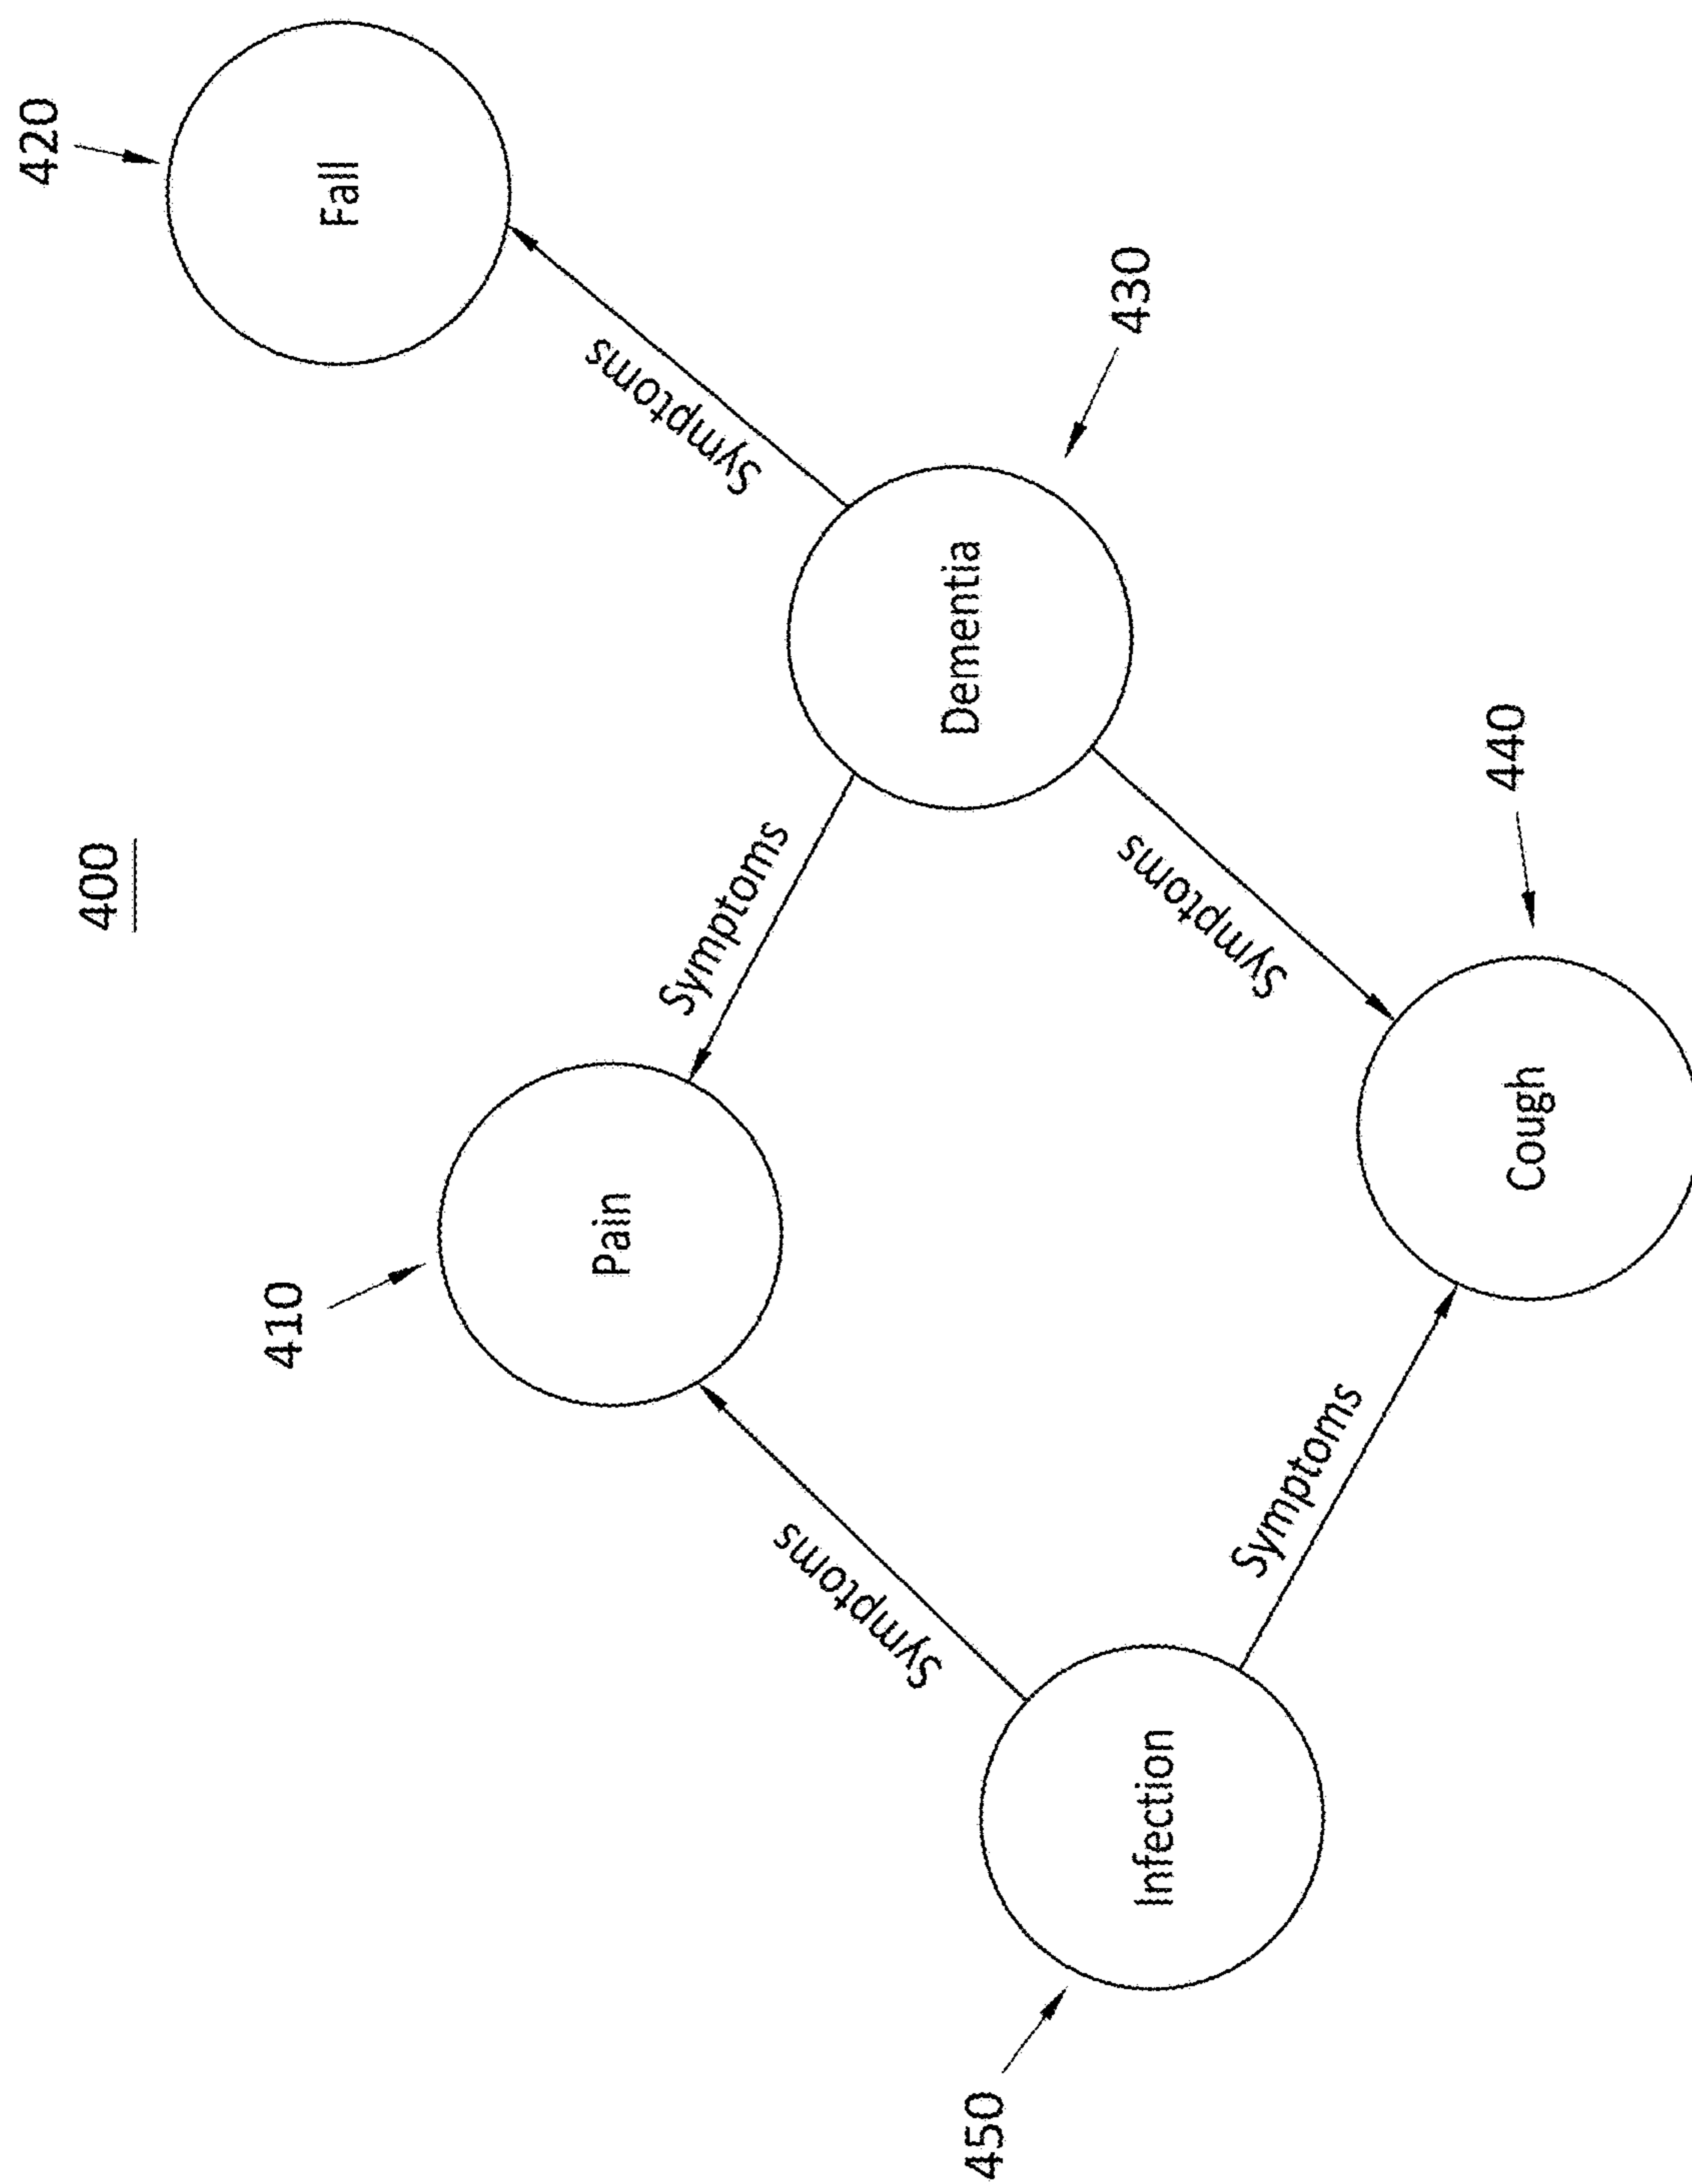 400
420
Fall
410
Symptoms
Pain
Symptoms
430
Dementia
Symptoms
Symptoms
450
Infection
Symptoms
440
Cough